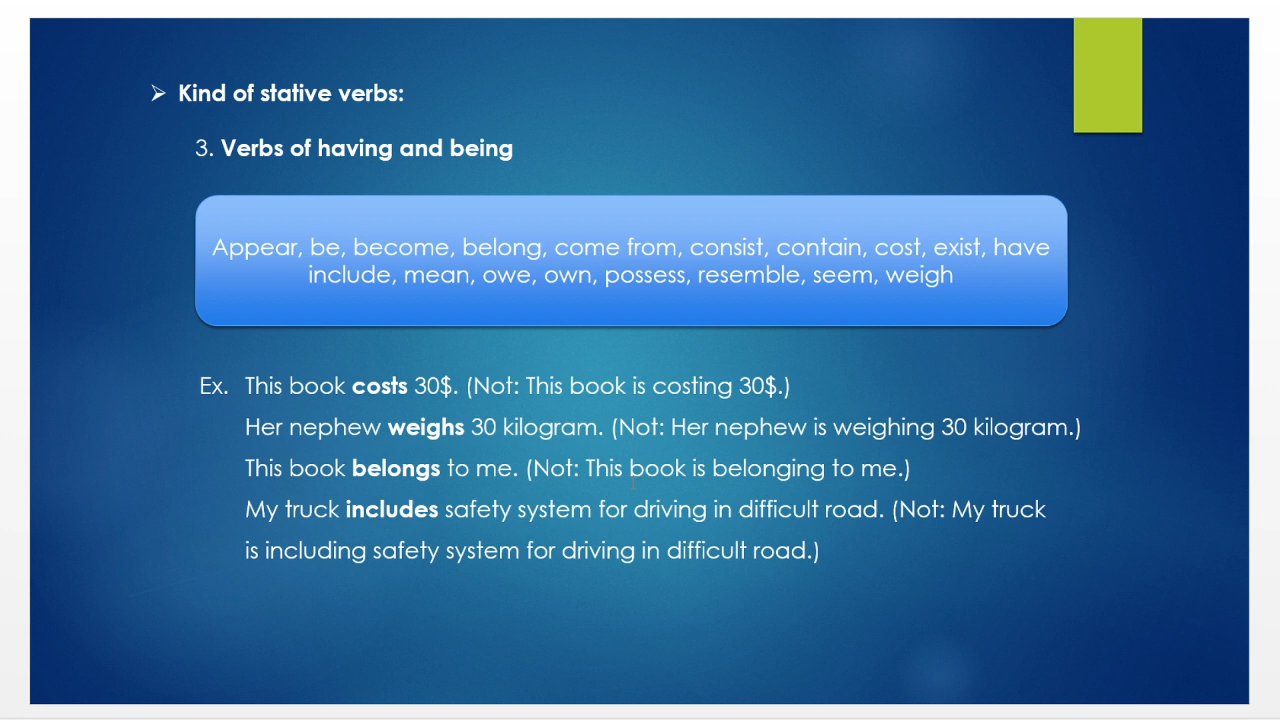 ➢ Kind of stative verbs:
3. Verbs of having and being
Appear, be, become, belong, come from, consist, contain, cost, exist, have
include, mean, owe, own, possess, resemble, seem, weigh
Ex. This book costs 30$. (Not: This book is costing 30$.)
Her nephew weighs 30 kilogram. (Not: Her nephew is weighing 30 kilogram.)
This book belongs to me. (Not: This book is belonging to me.)
My truck includes safety system for driving in difficult road. (Not: My truck
is including safety system for driving in difficult road.)